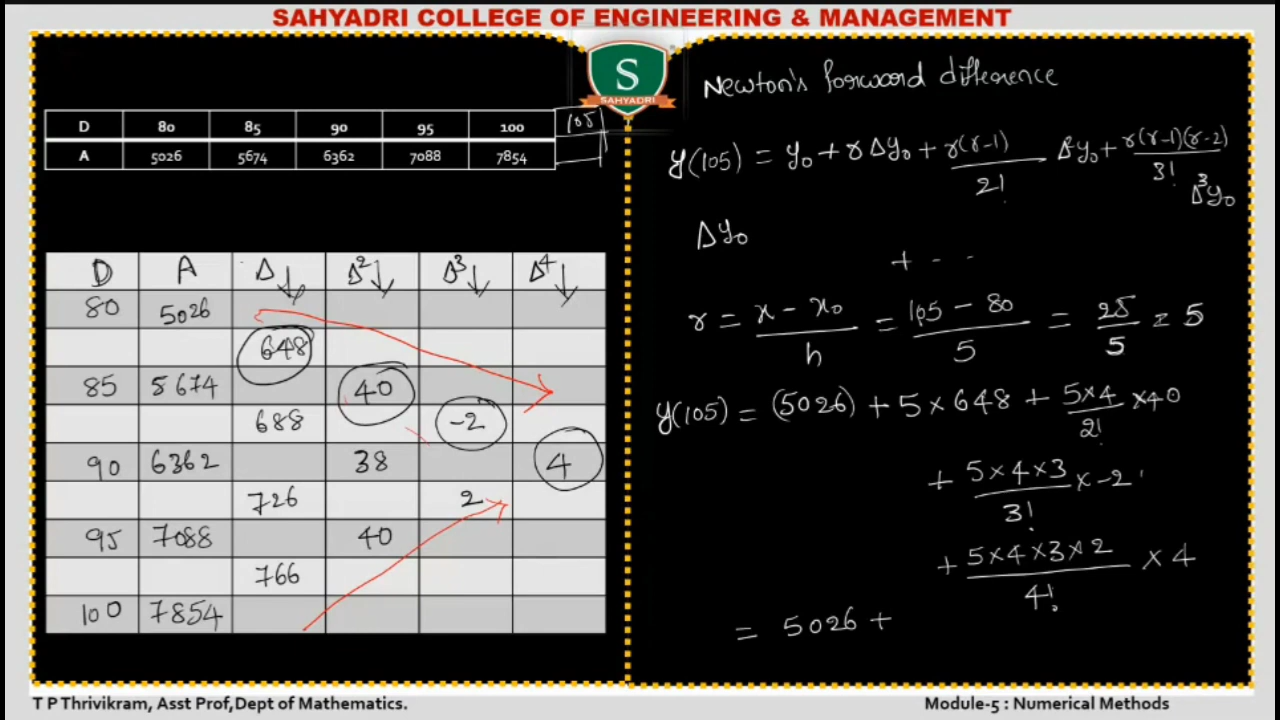 SAHYADRI COLLEGE OF ENGINEERING & MANAGEMENT
S
SAHYADRI
D 80 85 90 95 100 105
A 5026 5674 6362 7088 7854
D A Δ↓ Δ²↓ Δ³↓ Δ⁴↓
80 5026
648
85 5674 40
688 -2
90 6362 38 4
726 2
95 7088 40
766
100 7854
Newton's forward difference
y(105) = y₀ + r Δy₀ + r(r-1)/2! Δ²y₀ + r(r-1)(r-2)/3! Δ³y₀
Δy₀
+ - -
r = x - x₀/h = 105 - 80/5 = 25/5 = 5
y(105) = (5026) + 5×648 + 5×4/2! ×40
+ 5×4×3/3! × -2
+ 5×4×3×2/4! × 4
= 5026 +
T P Thrivikram, Asst Prof,Dept of Mathematics.
Module-5 : Numerical Methods